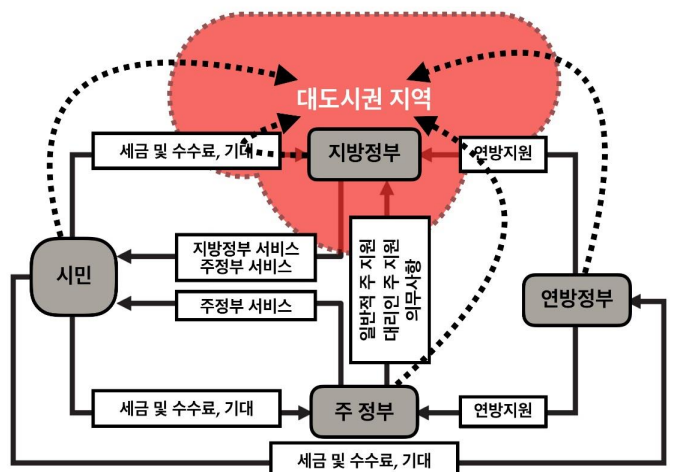 대도시권 지역
세금 및 수수료, 기대
지방정부
연방지원
지방정부 서비스
주정부 서비스
일반적 주 지원
대리인 주 지원
의무사항
시민
연방정부
주정부 서비스
세금 및 수수료, 기대
주 정부
연방지원
세금 및 수수료, 기대